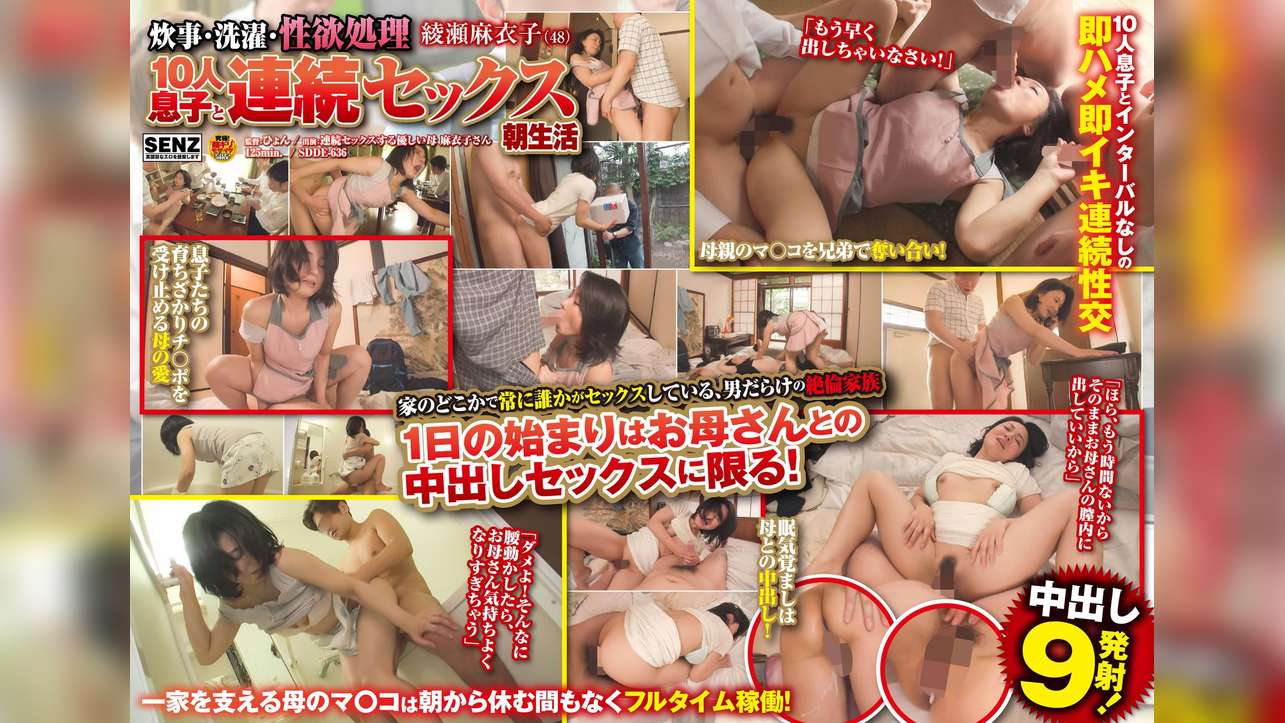 炊事・洗濯・性欲処理 綾瀬麻衣子(48)
10人息子と連続セックス
朝生活
SENZ
監督:ひょん / 出演:連続セックスする優しい母 麻衣子さん
125min. / SDDE-636
「もう早く
出しちゃいなさい!」
母親のマ〇コを兄弟で奪い合い!
10人息子とインターバルなしの
即ハメ即イキ連続性交
息子たちの
育ちざかりチ〇ポを
受け止める母の愛
家のどこかで常に誰かがセックスしている、男だらけの絶倫家族
1日の始まりはお母さんとの
中出しセックスに限る!
「ほら、もう時間ないから
そのままお母さんの膣内に
出していいから」
「ダメよ!そんなに
腰動かしたら、
お母さん気持ちよく
なりすぎちゃう」
眠気覚ましは
母との中出し!
中出し
9発射!
一家を支える母のマ〇コは朝から休む間もなくフルタイム稼働!